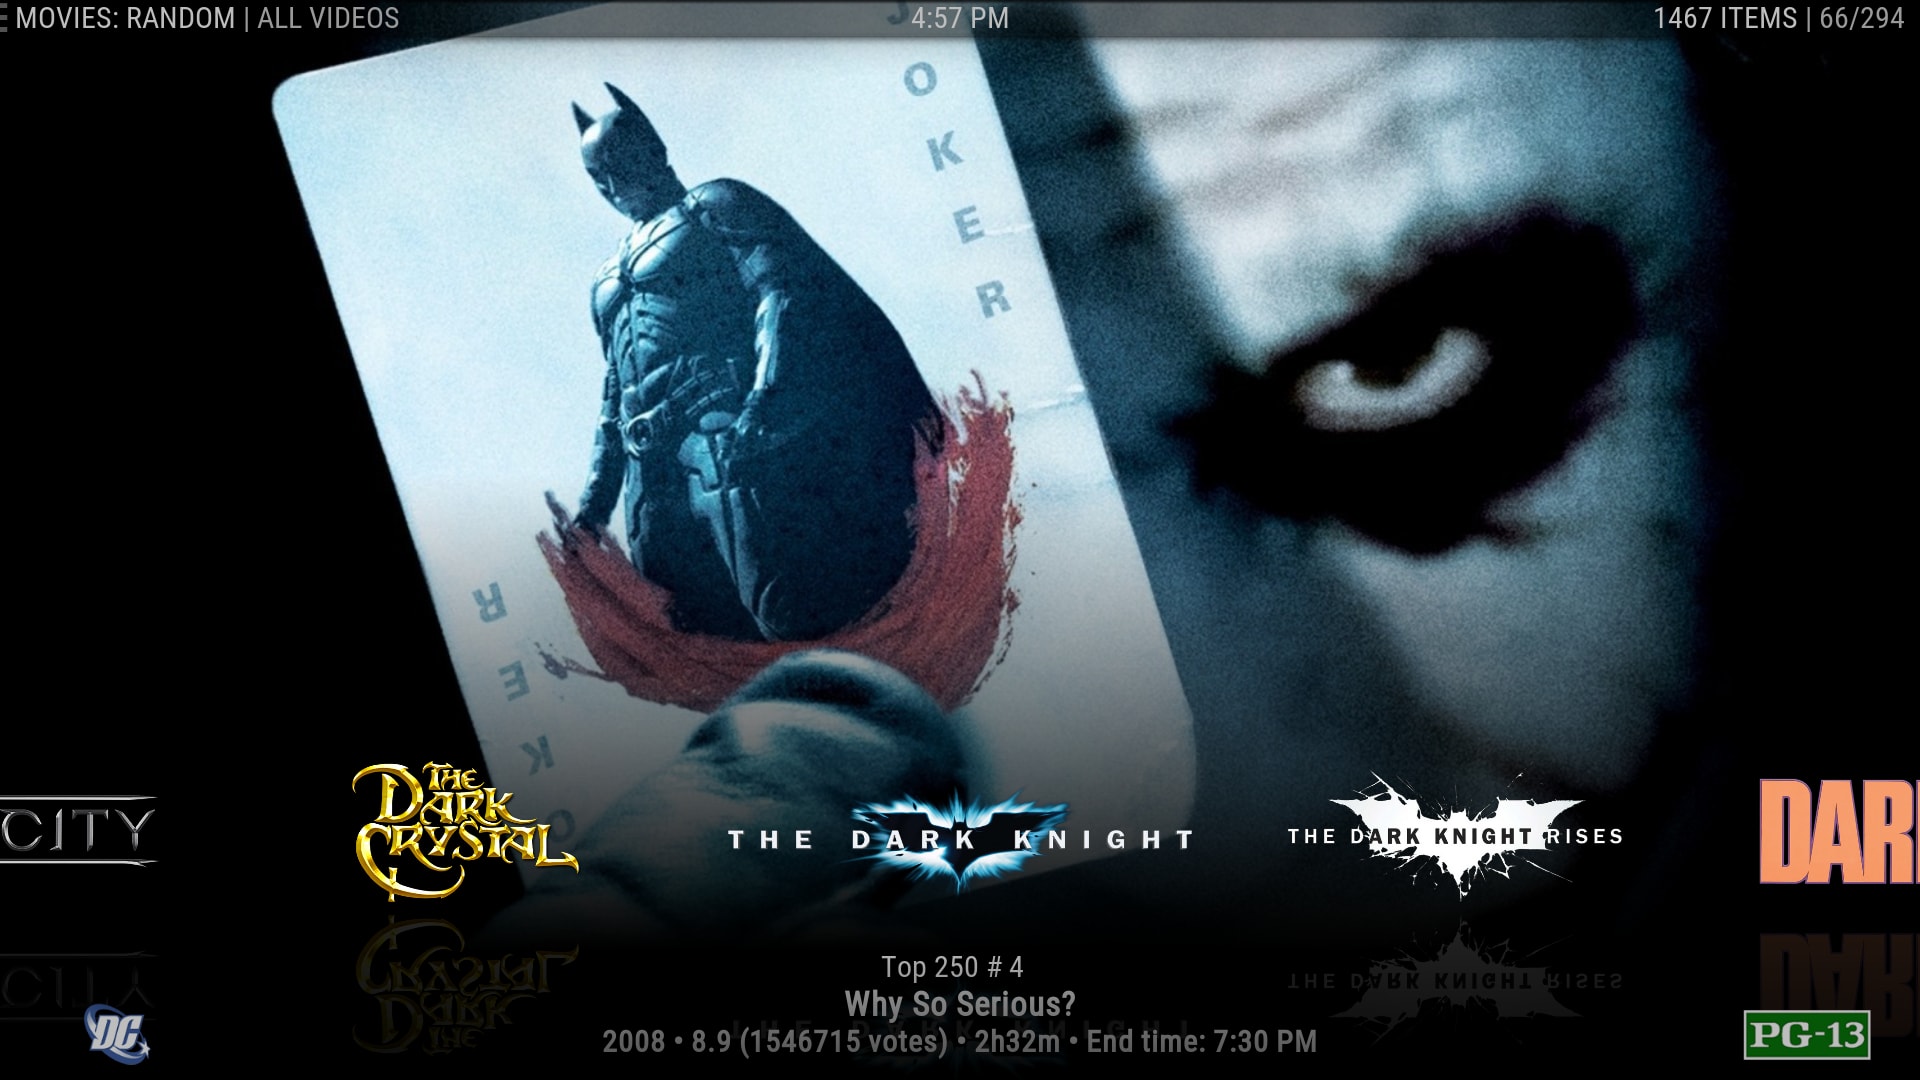 MOVIES: RANDOM | ALL VIDEOS
4:57 PM
1467 ITEMS | 66/294
JOKER
JOKER
CITY
THE DARK CRYSTAL
THE DARK KNIGHT
THE DARK KNIGHT RISES
DAR
Top 250 # 4
Why So Serious?
2008 • 8.9 (1546715 votes) • 2h32m • End time: 7:30 PM
DC
PG-13